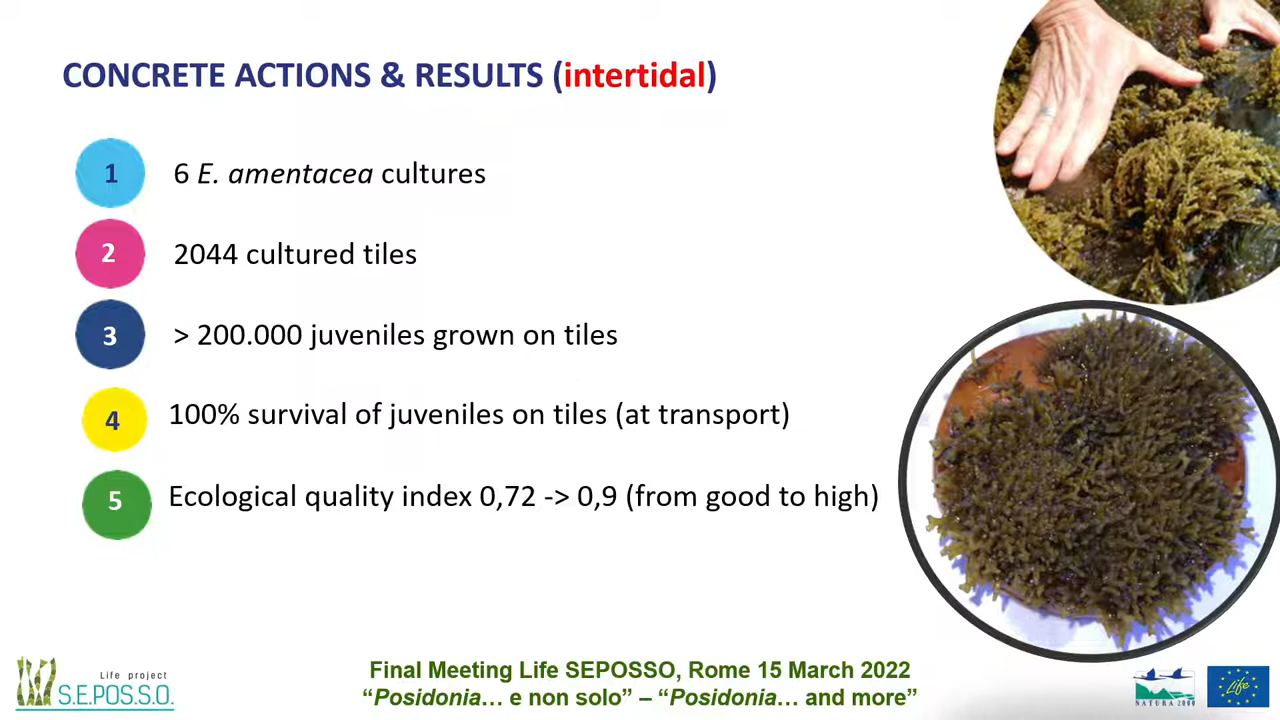 CONCRETE ACTIONS & RESULTS (intertidal)
1 6 E. amentacea cultures
2 2044 cultured tiles
3 > 200.000 juveniles grown on tiles
4 100% survival of juveniles on tiles (at transport)
5 Ecological quality index 0,72 -> 0,9 (from good to high)
Life project
S.E.POS.S.O.
Final Meeting Life SEPOSSO, Rome 15 March 2022
“Posidonia... e non solo” – “Posidonia... and more”
NATURA 2000
Life